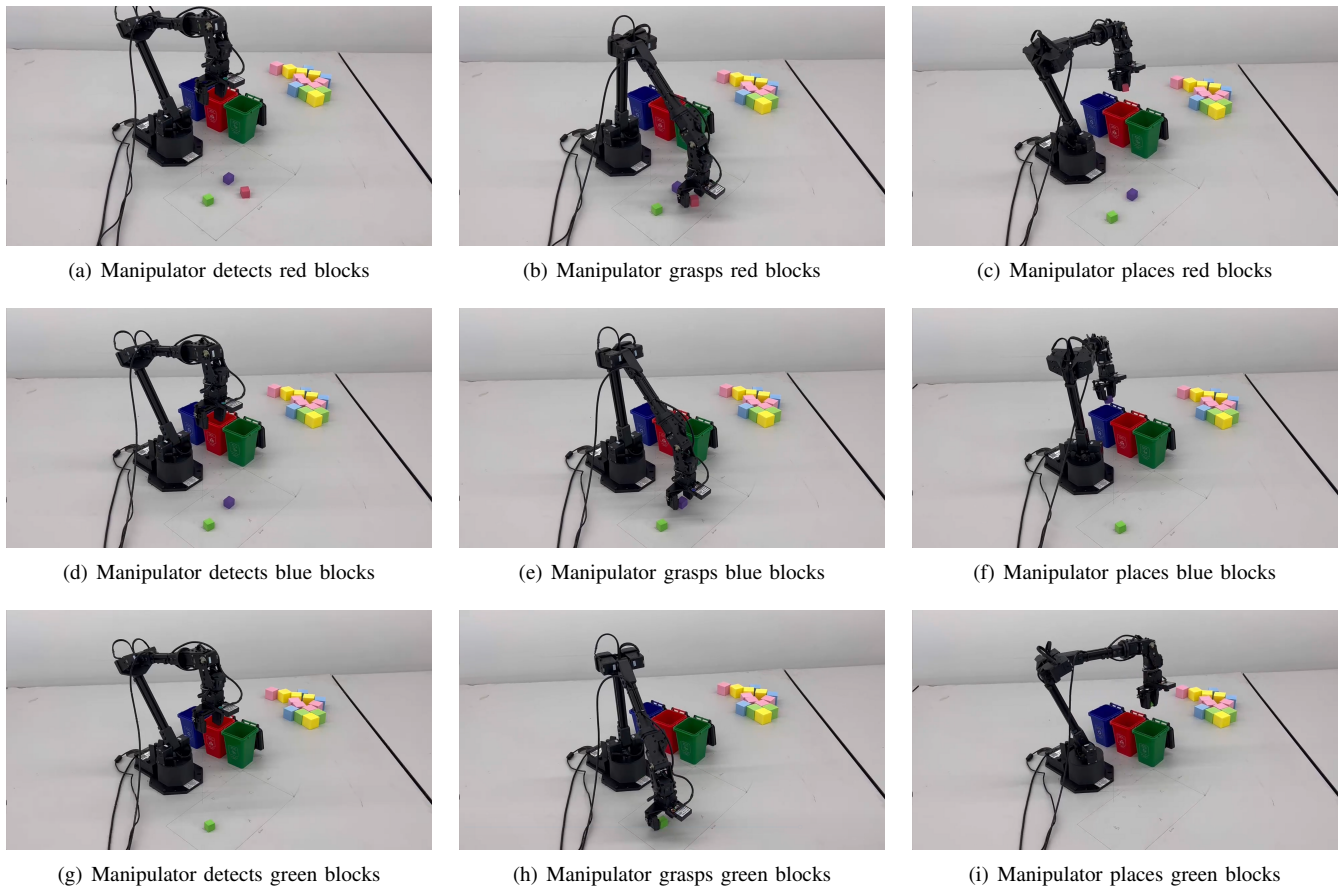 (a) Manipulator detects red blocks
(b) Manipulator grasps red blocks
(c) Manipulator places red blocks
(d) Manipulator detects blue blocks
(e) Manipulator grasps blue blocks
(f) Manipulator places blue blocks
(g) Manipulator detects green blocks
(h) Manipulator grasps green blocks
(i) Manipulator places green blocks